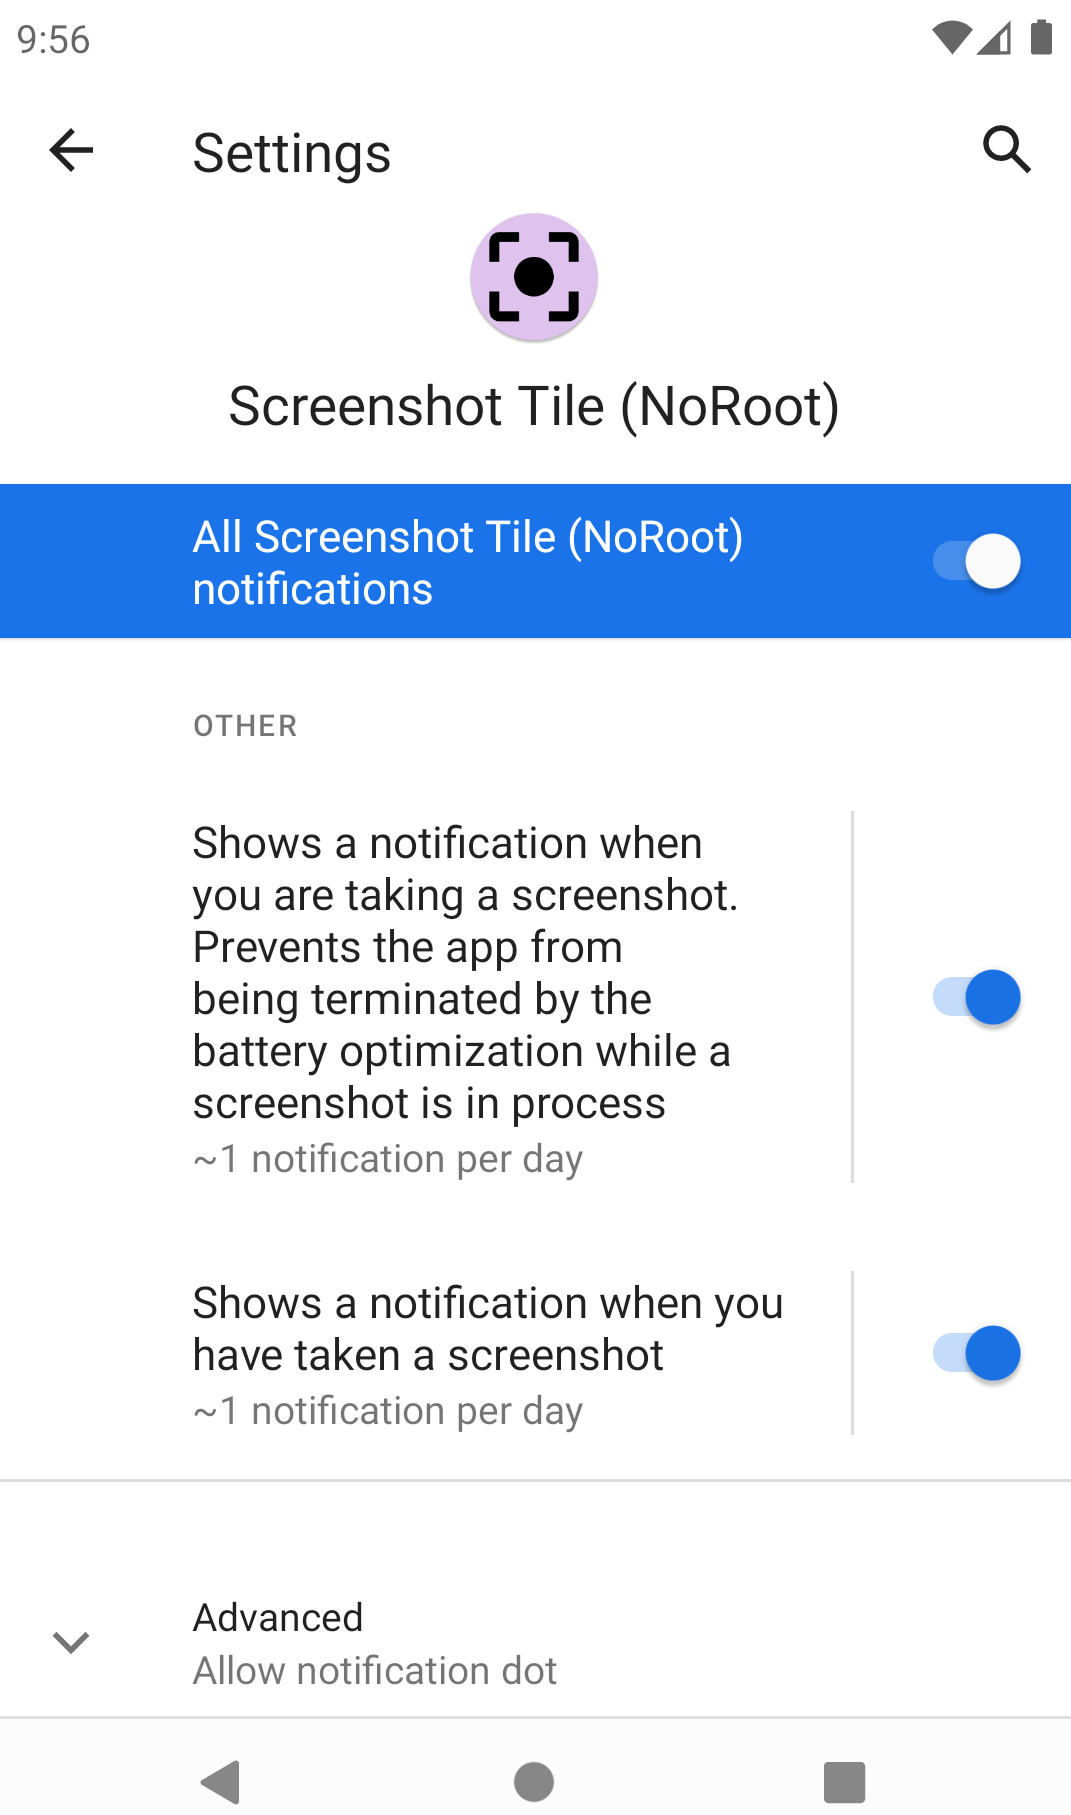 9:56
Settings
Screenshot Tile (NoRoot)
All Screenshot Tile (NoRoot)
notifications
OTHER
Shows a notification when
you are taking a screenshot.
Prevents the app from
being terminated by the
battery optimization while a
screenshot is in process
~1 notification per day
Shows a notification when you
have taken a screenshot
~1 notification per day
Advanced
Allow notification dot